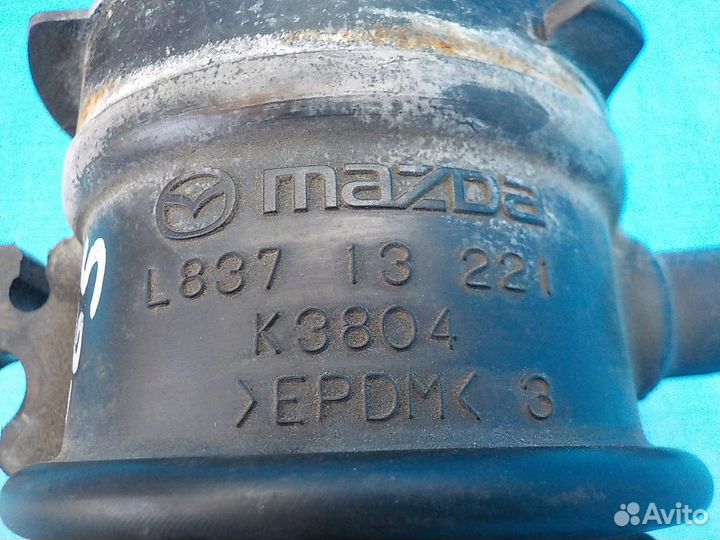 mazda
L837 13 221
K3804
>EPDM< 3
Avito